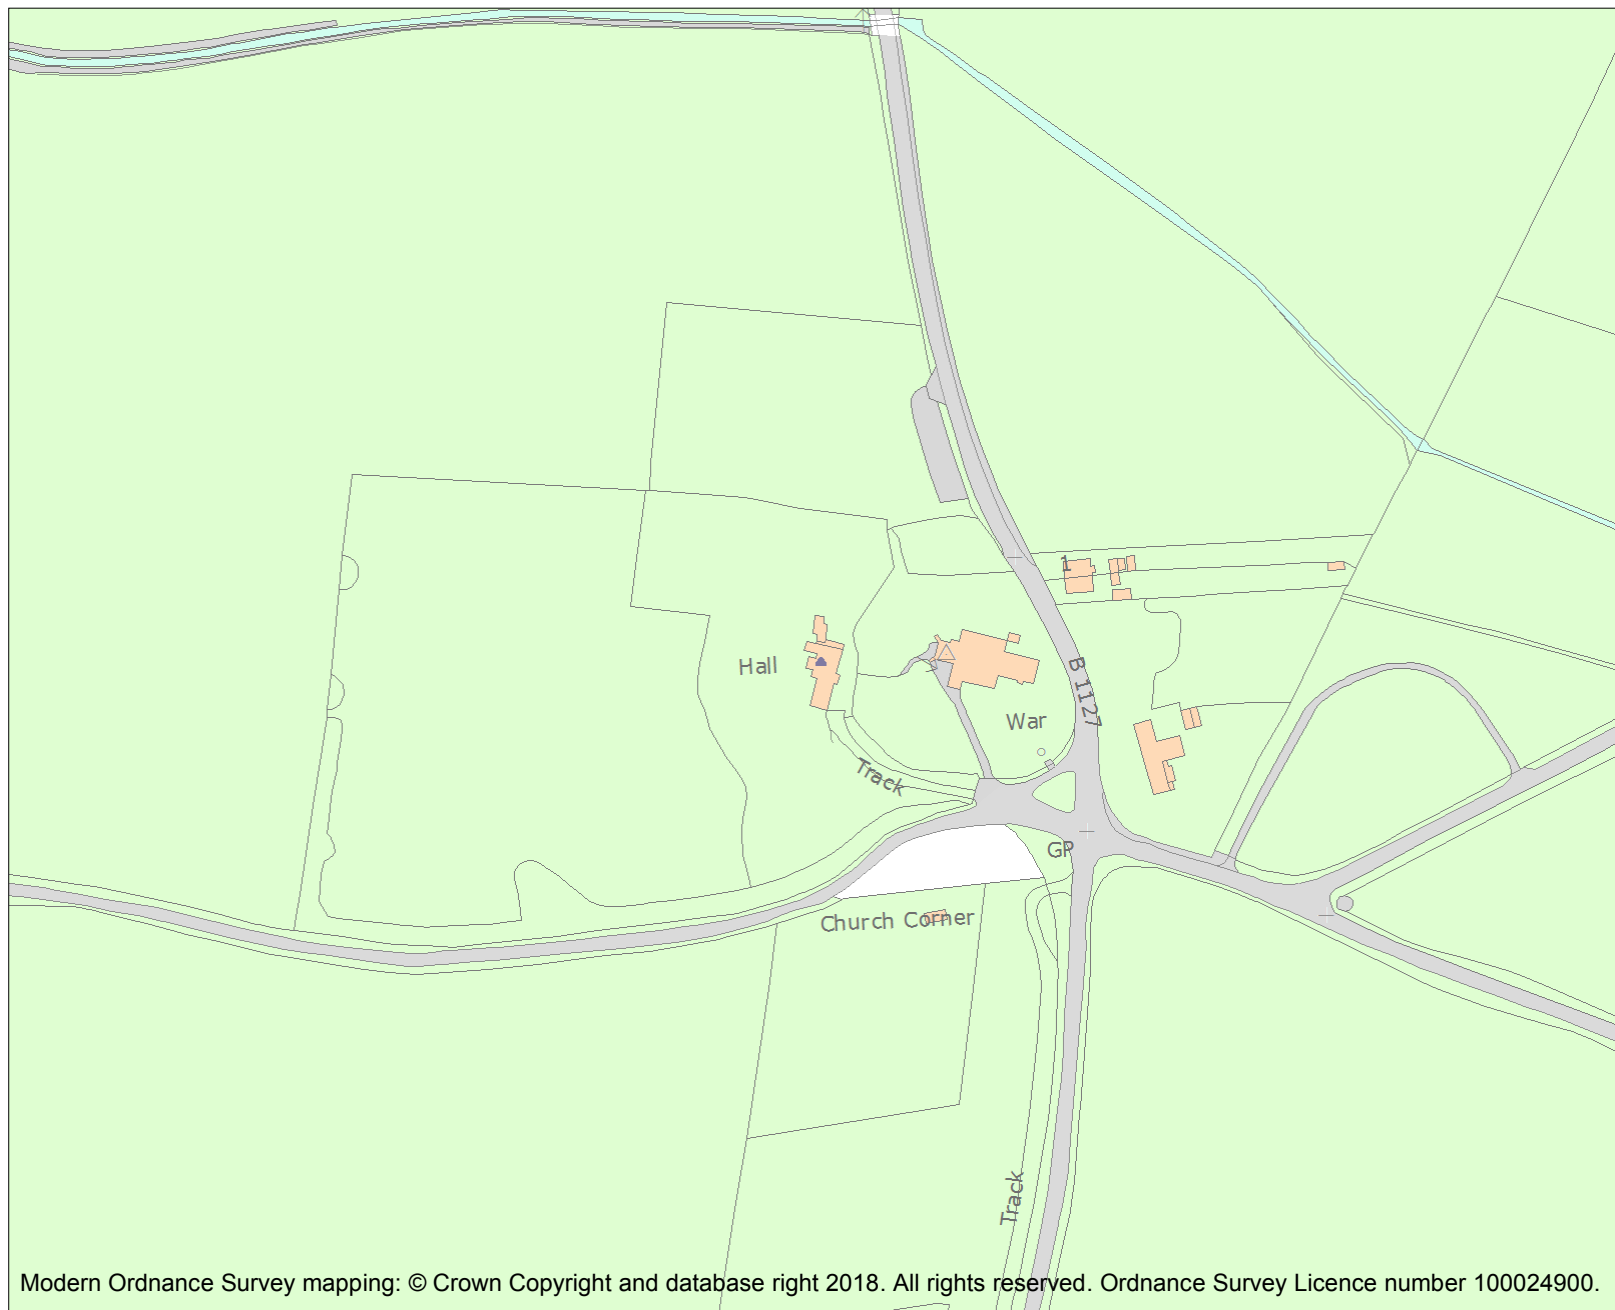 1
Hall
B 1127
War
Track
GP
Church Corner
Track
Modern Ordnance Survey mapping: © Crown Copyright and database right 2018. All rights reserved. Ordnance Survey Licence number 100024900.